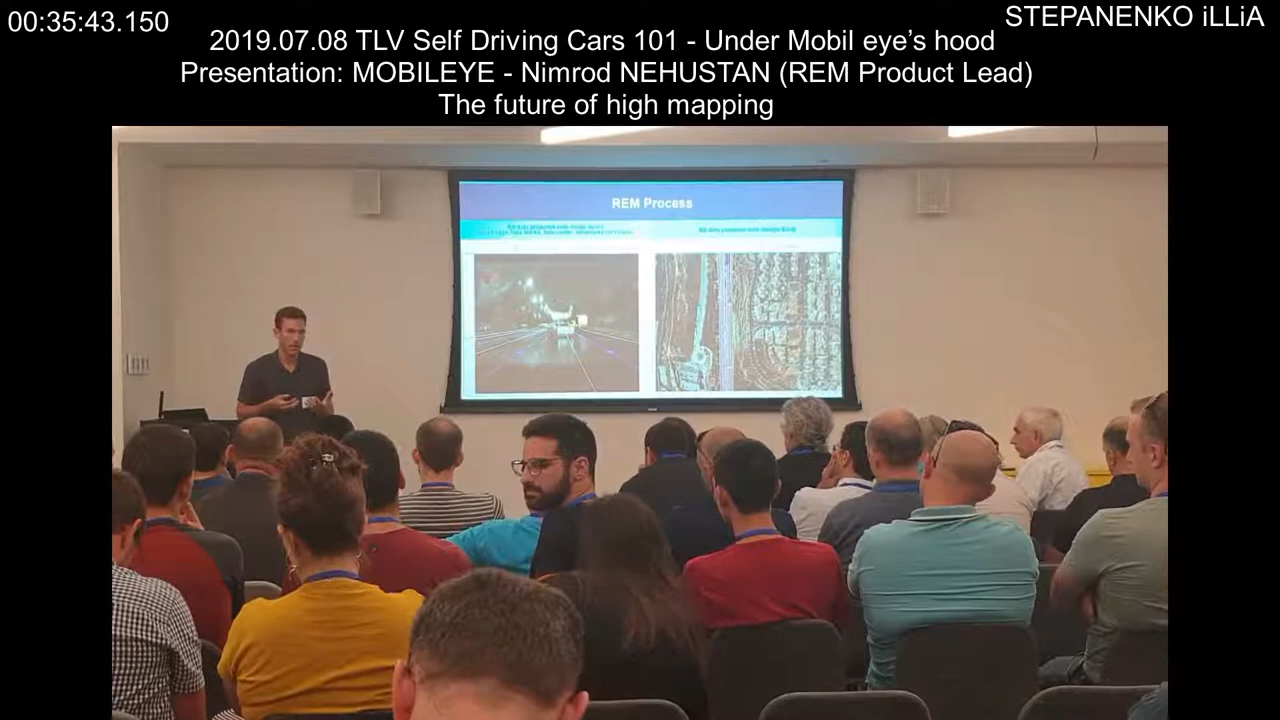 00:35:43.150
STEPANENKO iLLiA
2019.07.08 TLV Self Driving Cars 101 - Under Mobil eye’s hood
Presentation: MOBILEYE - Nimrod NEHUSTAN (REM Product Lead)
The future of high mapping
REM Process